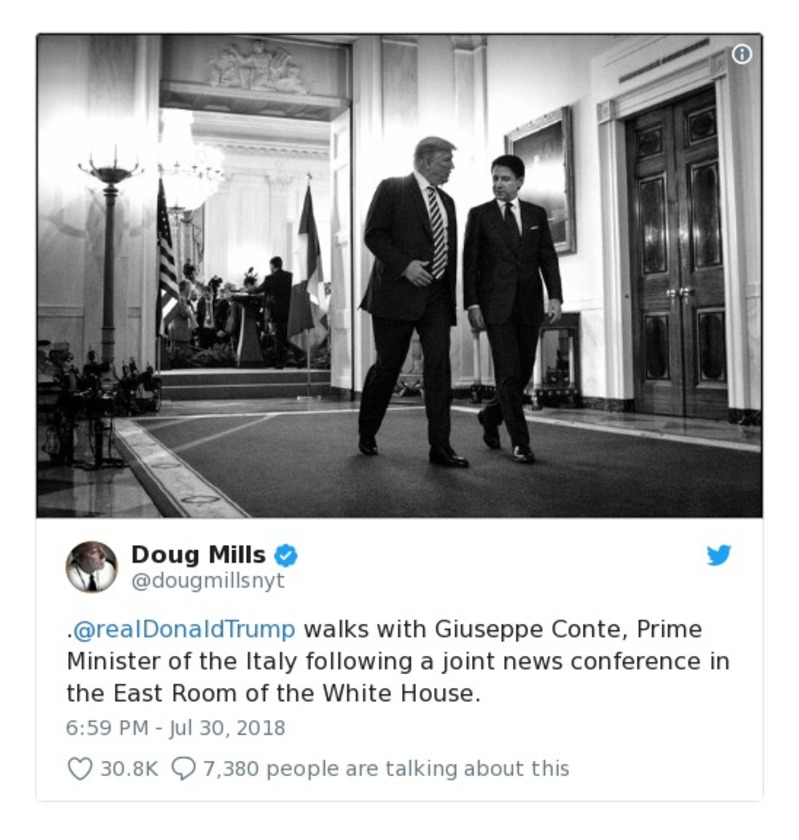 Doug Mills
@dougmillsnyt
.@realDonaldTrump walks with Giuseppe Conte, Prime
Minister of the Italy following a joint news conference in
the East Room of the White House.
6:59 PM - Jul 30, 2018
30.8K 7,380 people are talking about this